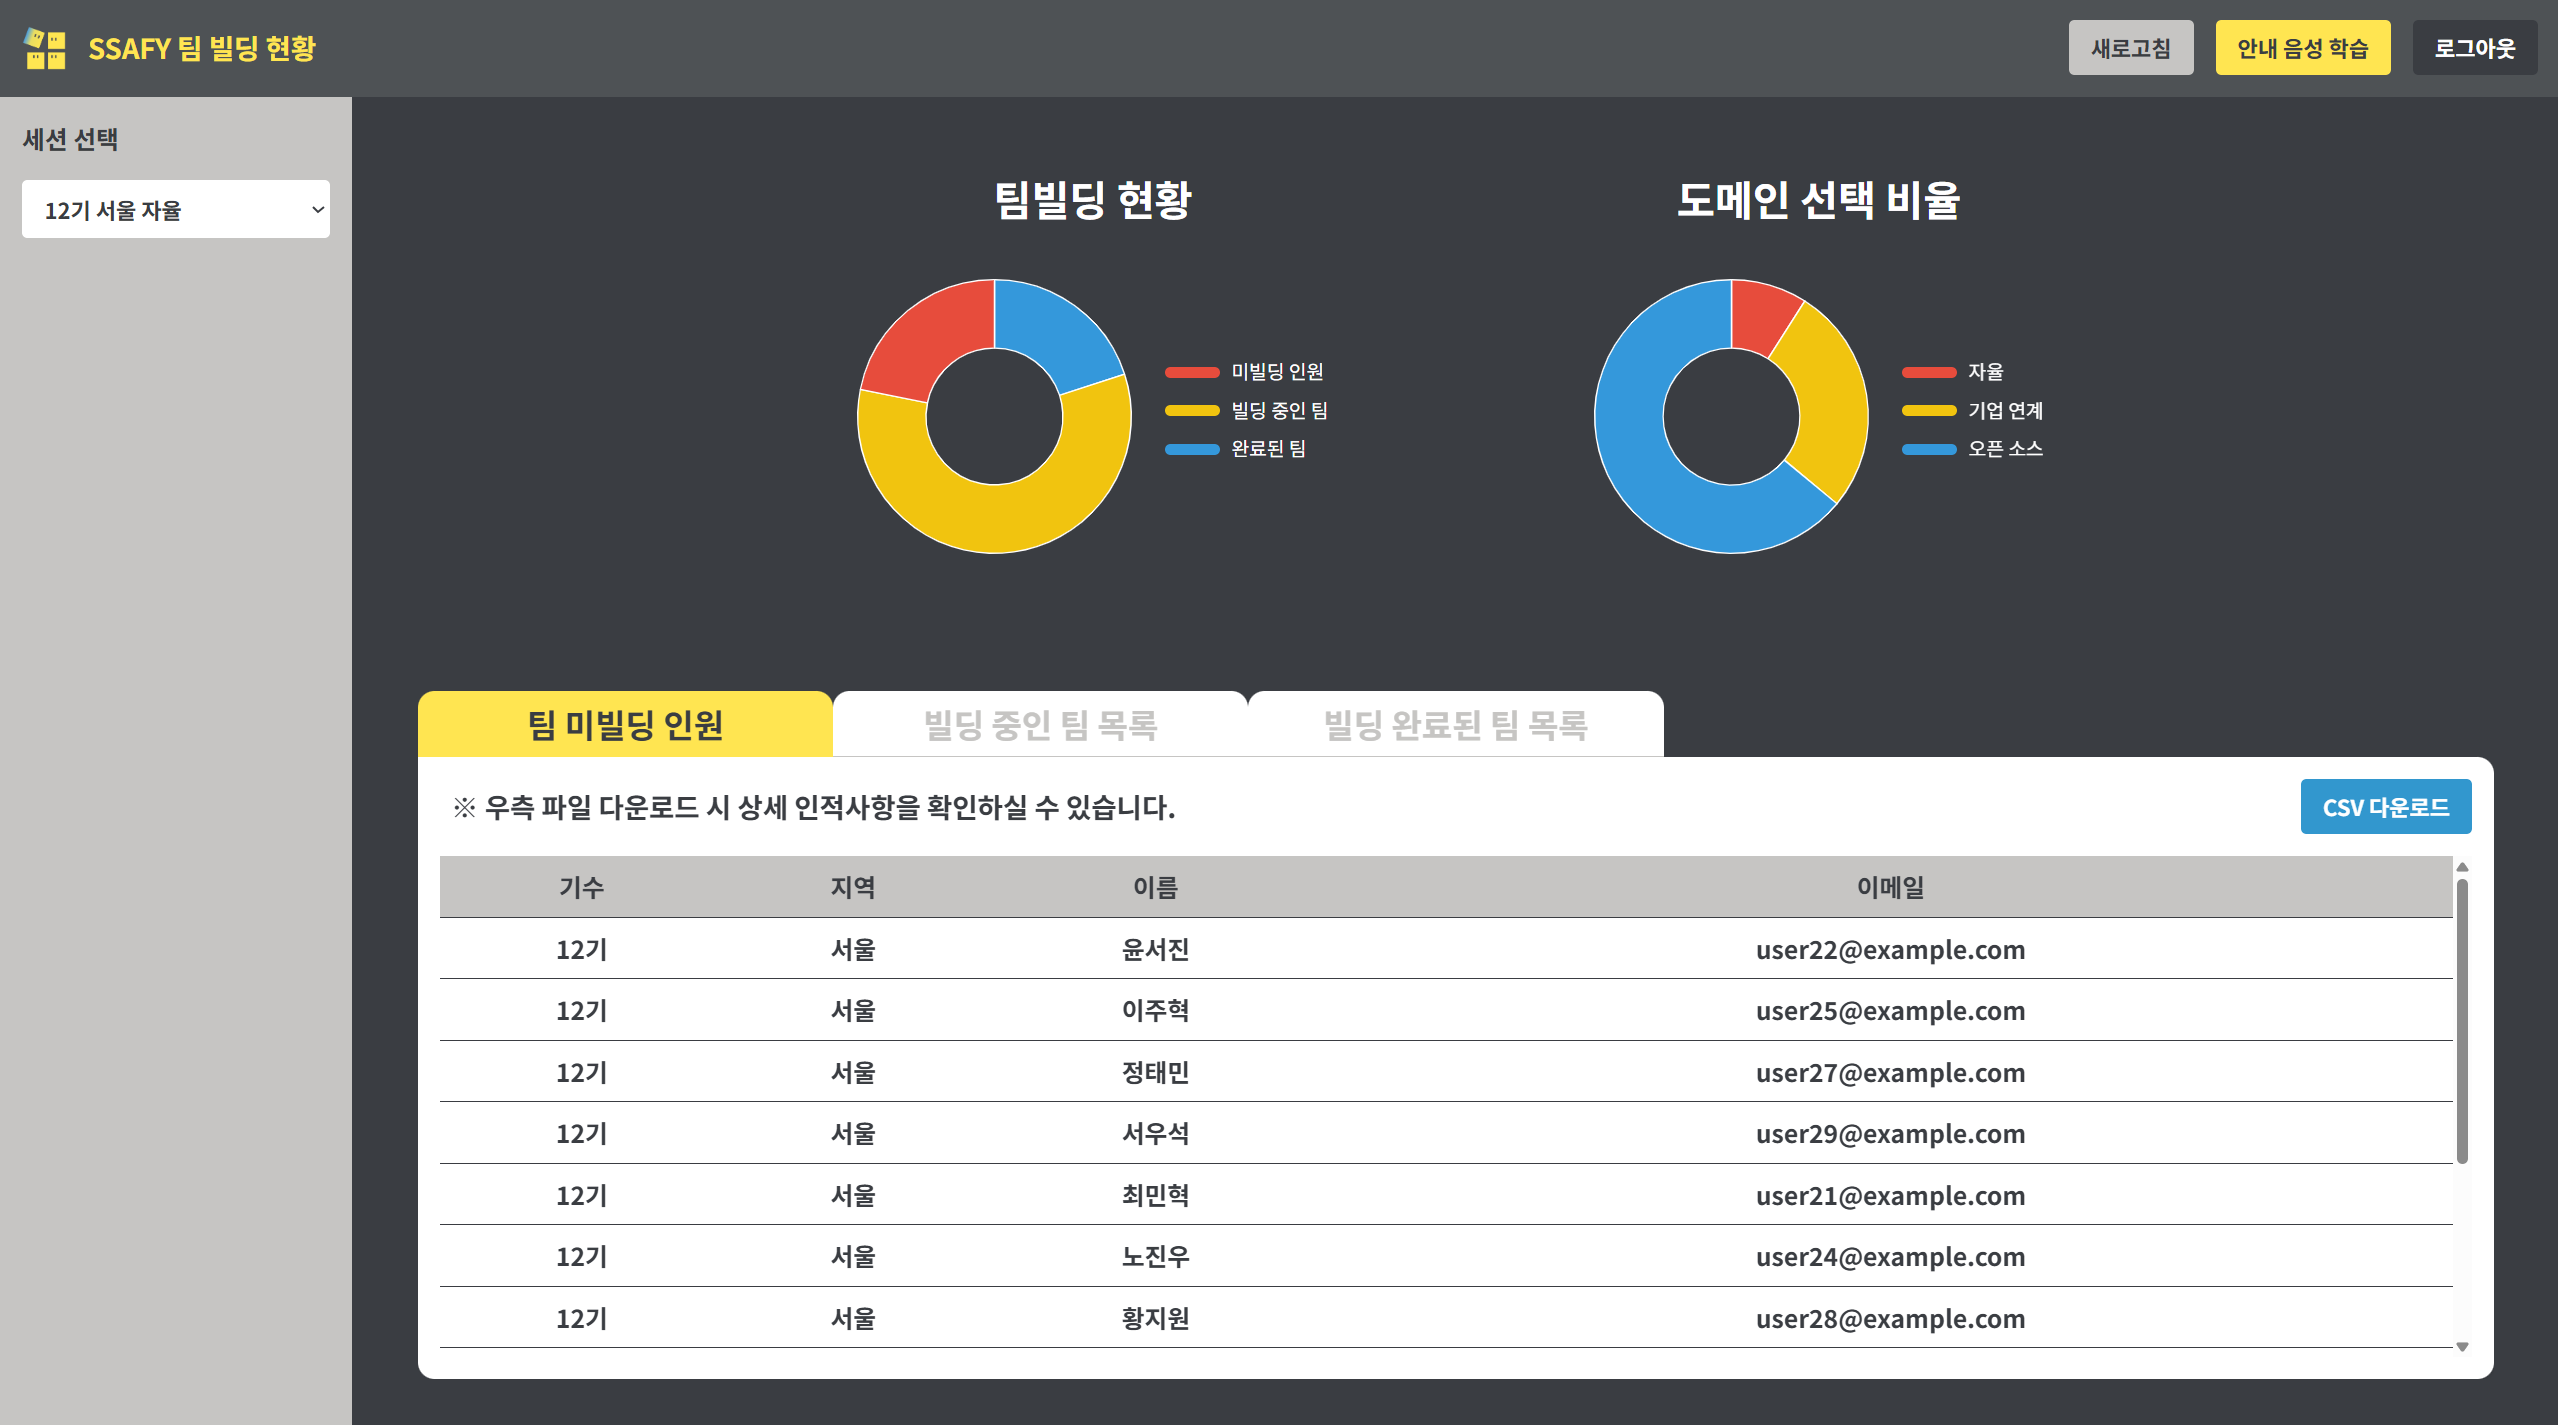 SSAFY 팀 빌딩 현황
새로고침
안내 음성 학습
로그아웃
세션 선택
12기 서울 자율
팀빌딩 현황
미빌딩 인원
빌딩 중인 팀
완료된 팀
도메인 선택 비율
자율
기업 연계
오픈 소스
팀 미빌딩 인원
빌딩 중인 팀 목록
빌딩 완료된 팀 목록
※ 우측 파일 다운로드 시 상세 인적사항을 확인하실 수 있습니다.
CSV 다운로드
기수 지역 이름 이메일
12기 서울 윤서진 user22@example.com
12기 서울 이주혁 user25@example.com
12기 서울 정태민 user27@example.com
12기 서울 서우석 user29@example.com
12기 서울 최민혁 user21@example.com
12기 서울 노진우 user24@example.com
12기 서울 황지원 user28@example.com